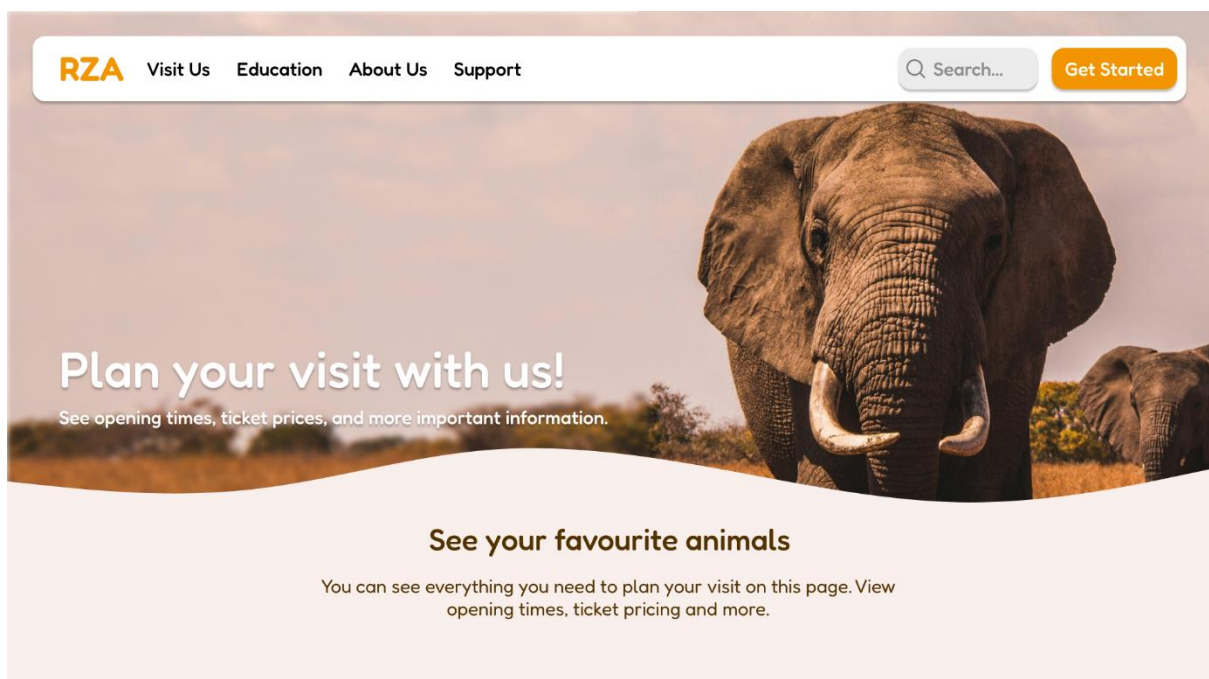 RZA Visit Us Education About Us Support Search... Get Started
Plan your visit with us!
See opening times, ticket prices, and more important information.
See your favourite animals
You can see everything you need to plan your visit on this page. View
opening times, ticket pricing and more.